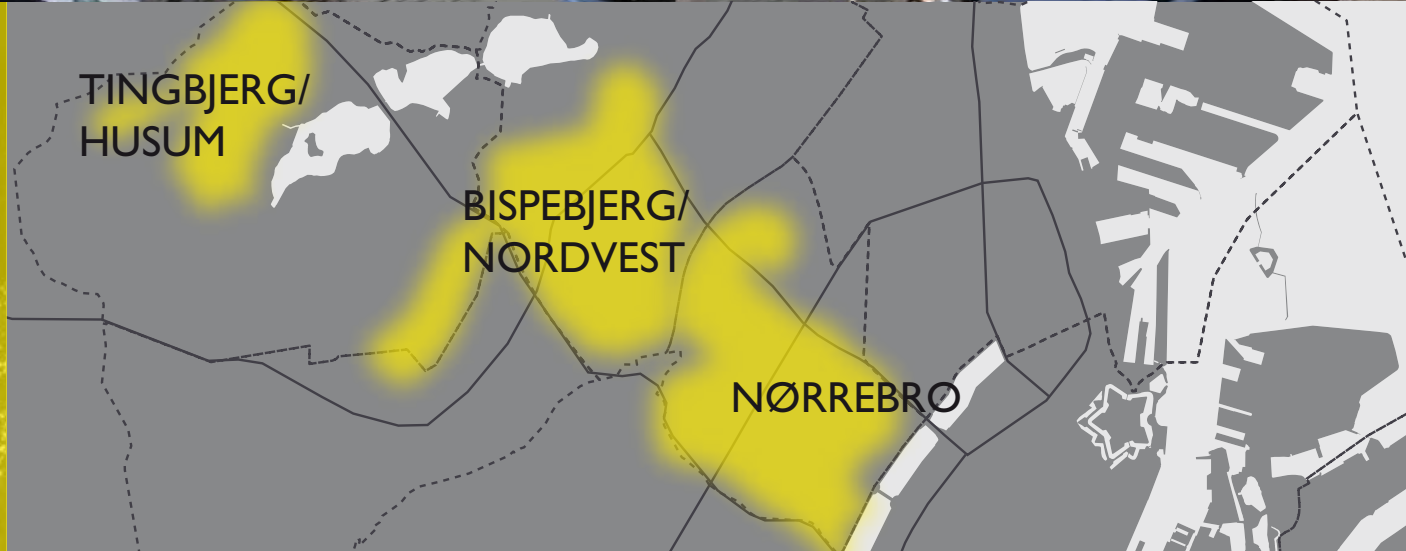 TINGBJERG/
HUSUM
BISPEBJERG/
NORDVEST
NØRREBRO